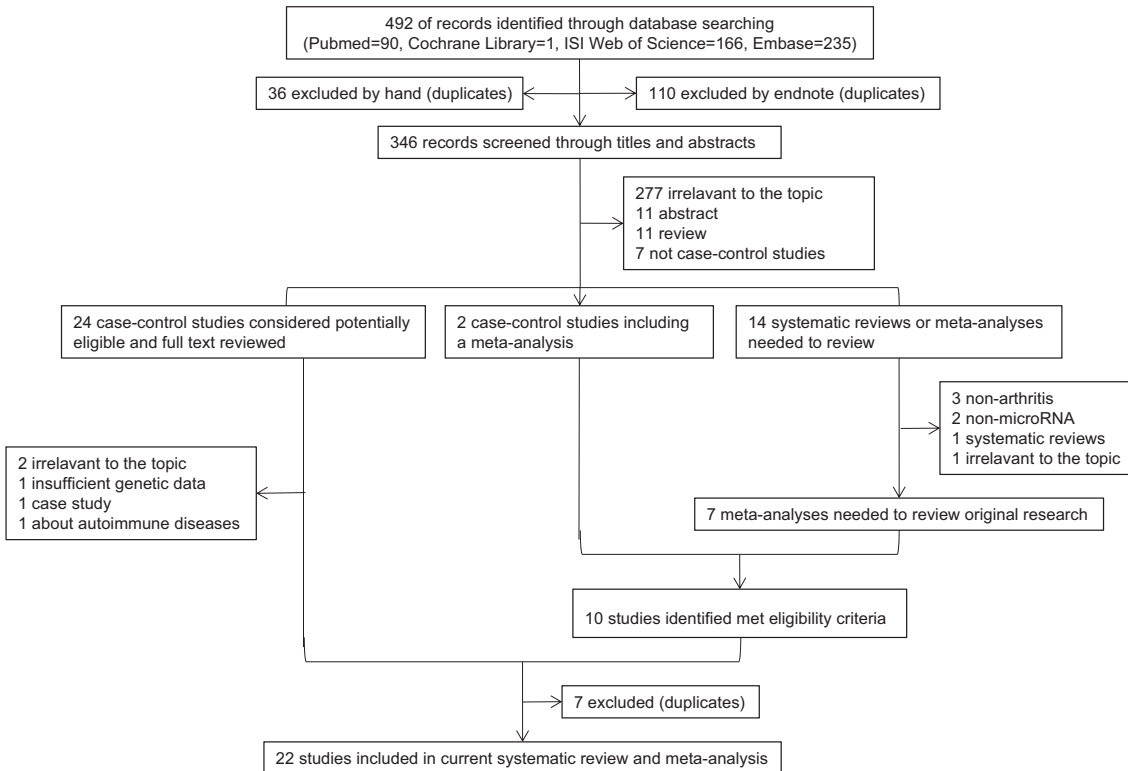 492 of records identified through database searching
(Pubmed=90, Cochrane Library=1, ISI Web of Science=166, Embase=235)
36 excluded by hand (duplicates)
110 excluded by endnote (duplicates)
346 records screened through titles and abstracts
277 irrelavant to the topic
11 abstract
11 review
7 not case-control studies
24 case-control studies considered potentially
eligible and full text reviewed
2 case-control studies including
a meta-analysis
14 systematic reviews or meta-analyses
needed to review
3 non-arthritis
2 non-microRNA
1 systematic reviews
1 irrelavant to the topic
2 irrelavant to the topic
1 insufficient genetic data
1 case study
1 about autoimmune diseases
7 meta-analyses needed to review original research
10 studies identified met eligibility criteria
7 excluded (duplicates)
22 studies included in current systematic review and meta-analysis